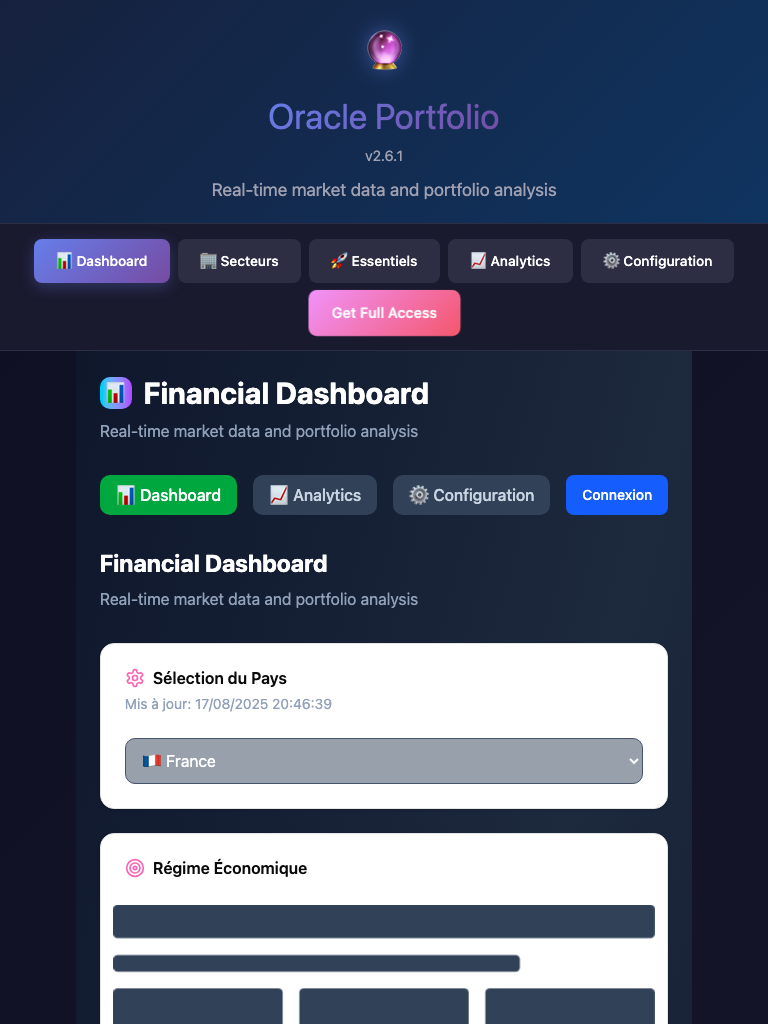 Oracle Portfolio
v2.6.1
Real-time market data and portfolio analysis
Dashboard
Secteurs
Essentiels
Analytics
Configuration
Get Full Access
Financial Dashboard
Real-time market data and portfolio analysis
Dashboard
Analytics
Configuration
Connexion
Financial Dashboard
Real-time market data and portfolio analysis
Sélection du Pays
Mis à jour: 17/08/2025 20:46:39
France
Régime Économique